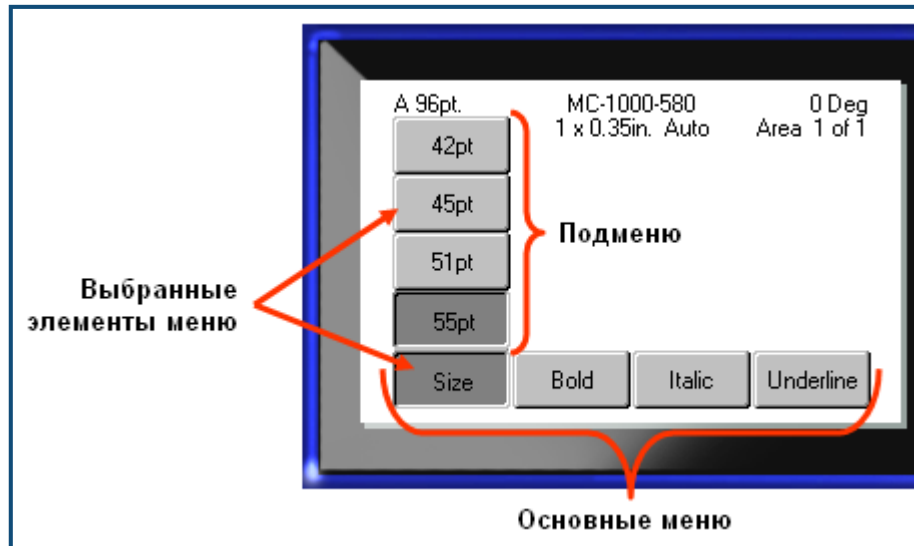 A 96pt. MC-1000-580 0 Deg
1 x 0.35in. Auto Area 1 of 1
42pt
45pt
Подменю
51pt
Выбранные
элементы меню
55pt
Size Bold Italic Underline
Основные меню